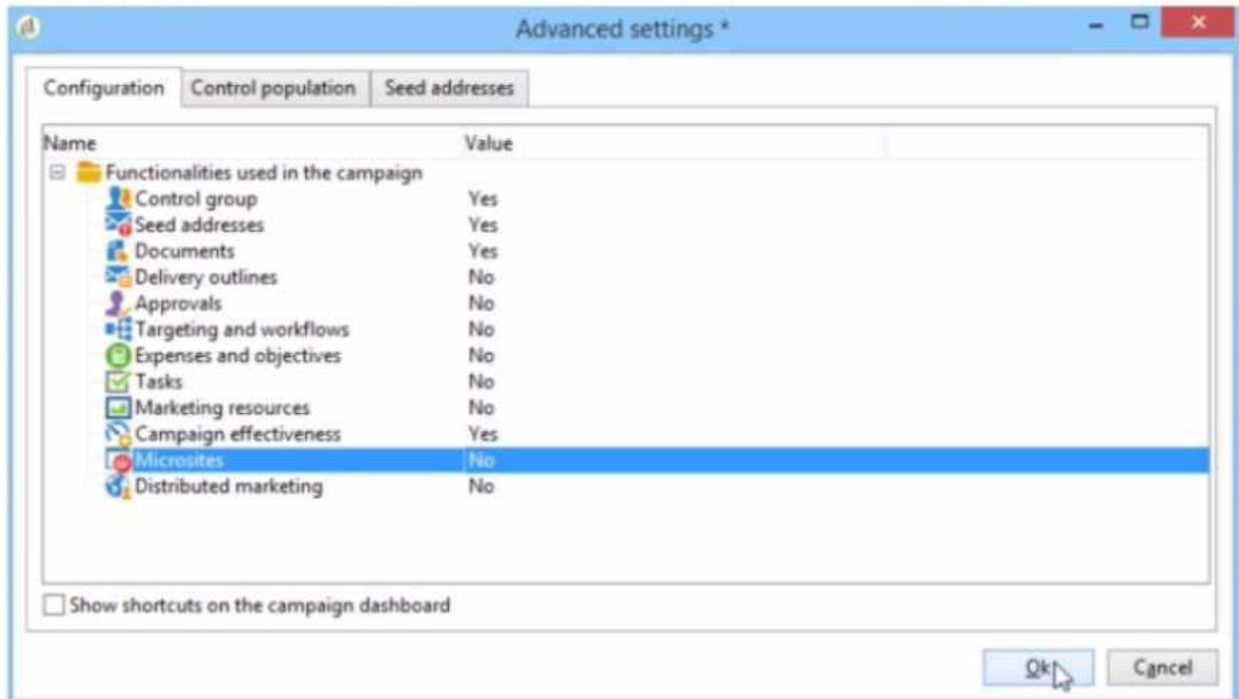 Advanced settings *
Configuration Control population Seed addresses
Name Value
Functionalities used in the campaign
Control group Yes
Seed addresses Yes
Documents Yes
Delivery outlines No
Approvals No
Targeting and workflows No
Expenses and objectives No
Tasks No
Marketing resources No
Campaign effectiveness Yes
Microsites No
Distributed marketing No
Show shortcuts on the campaign dashboard
Ok Cancel